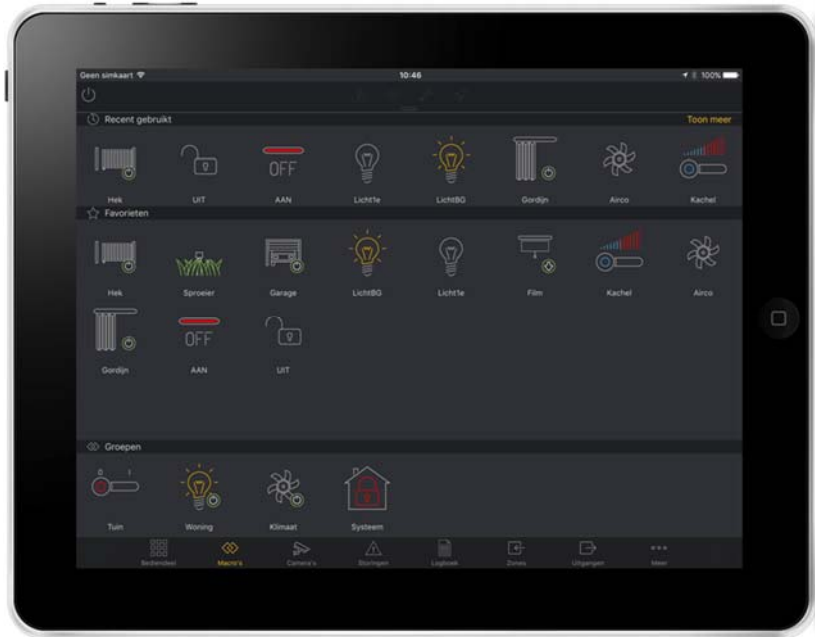 Geen simkaart 10:46 100%
Recent gebruikt Toon meer
OFF
Hek UIT AAN Licht1e LichtBG Gordijn Airco Kachel
Favorieten
Hek Sproeier Garage LichtBG Licht1e Film Kachel Airco
OFF
Gordijn AAN UIT
Groepen
0 I
Tuin Woning Klimaat Systeem
Bediendeel Macro's Camera's Storingen Logboek Zones Uitgangen Meer